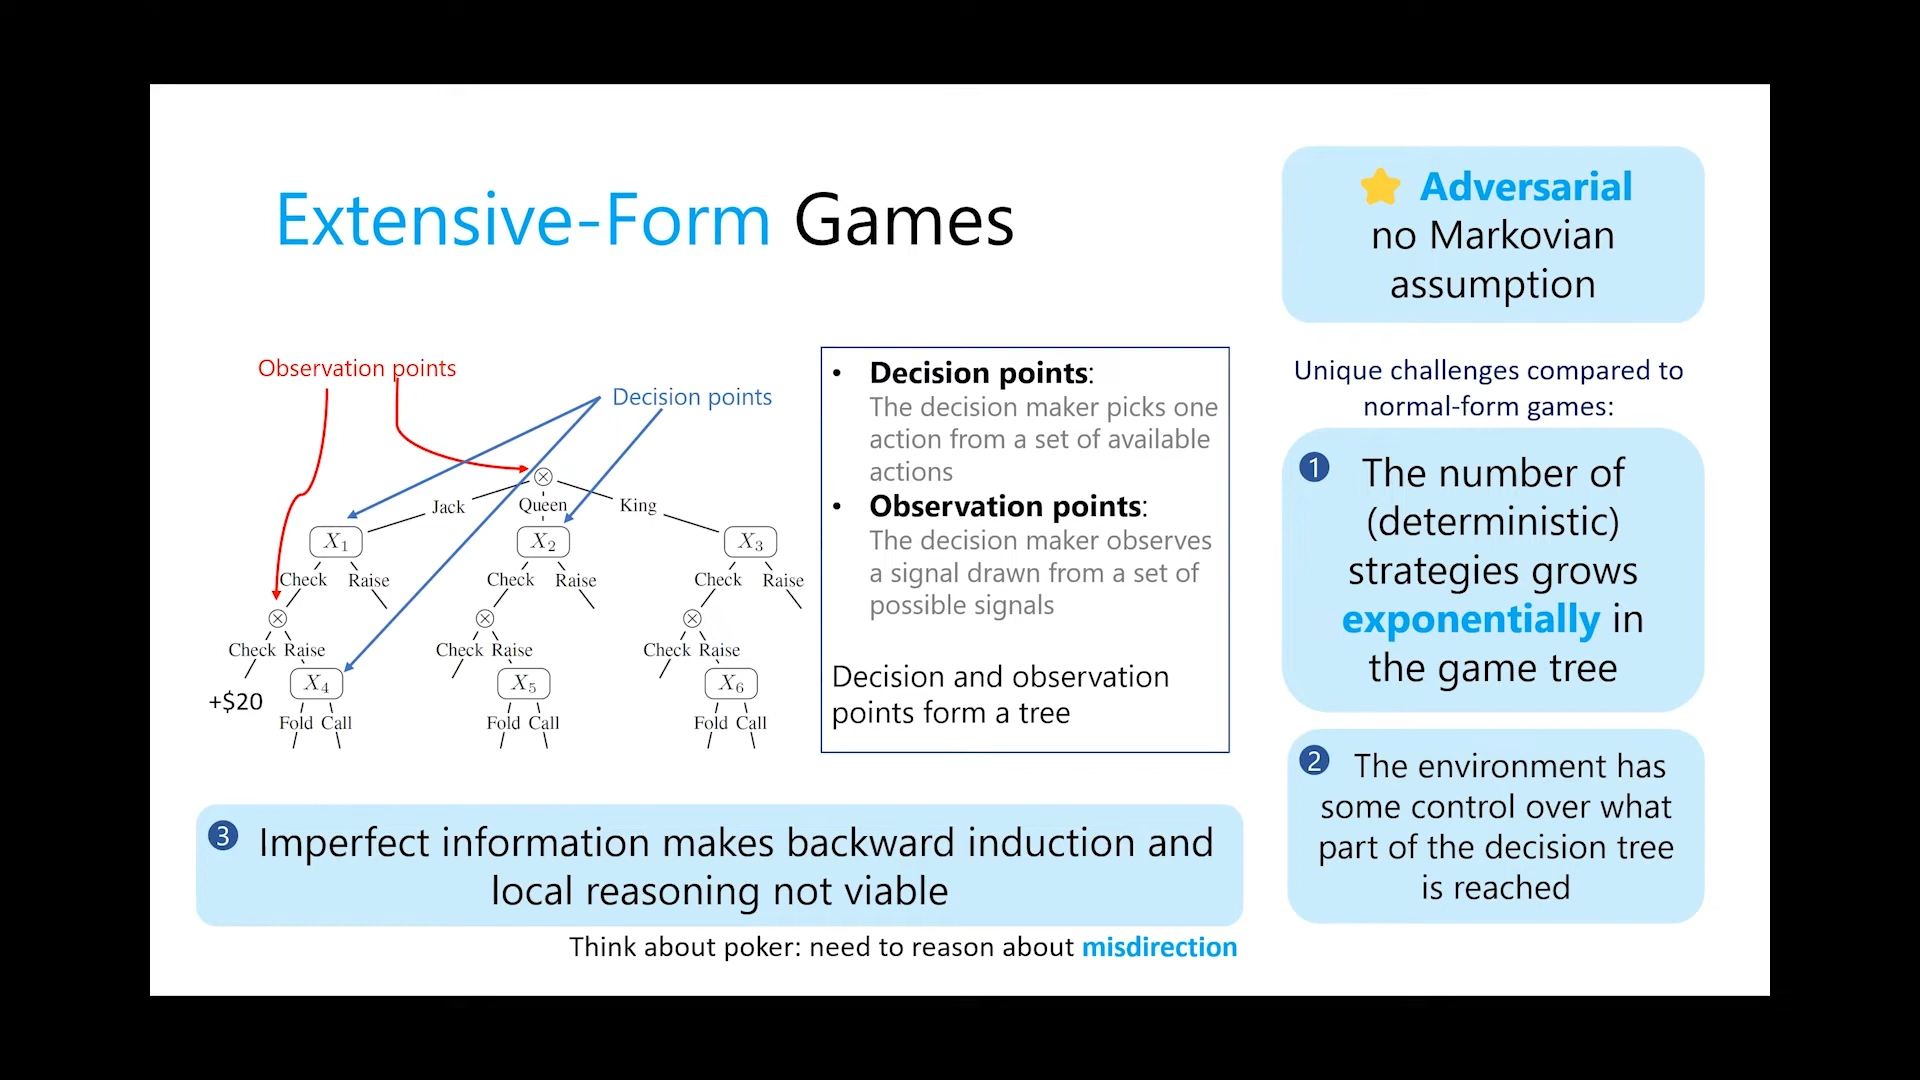 Extensive-Form Games
Adversarial
no Markovian
assumption
Observation points
Decision points
Jack
Queen
King
X1
X2
X3
Check Raise
Check Raise
Check Raise
Check Raise
Check Raise
Check Raise
+$20
X4
X5
X6
Fold Call
Fold Call
Fold Call
• Decision points:
The decision maker picks one
action from a set of available
actions
• Observation points:
The decision maker observes
a signal drawn from a set of
possible signals
Decision and observation
points form a tree
Unique challenges compared to
normal-form games:
1 The number of
(deterministic)
strategies grows
exponentially in
the game tree
2 The environment has
some control over what
part of the decision tree
is reached
3 Imperfect information makes backward induction and
local reasoning not viable
Think about poker: need to reason about misdirection